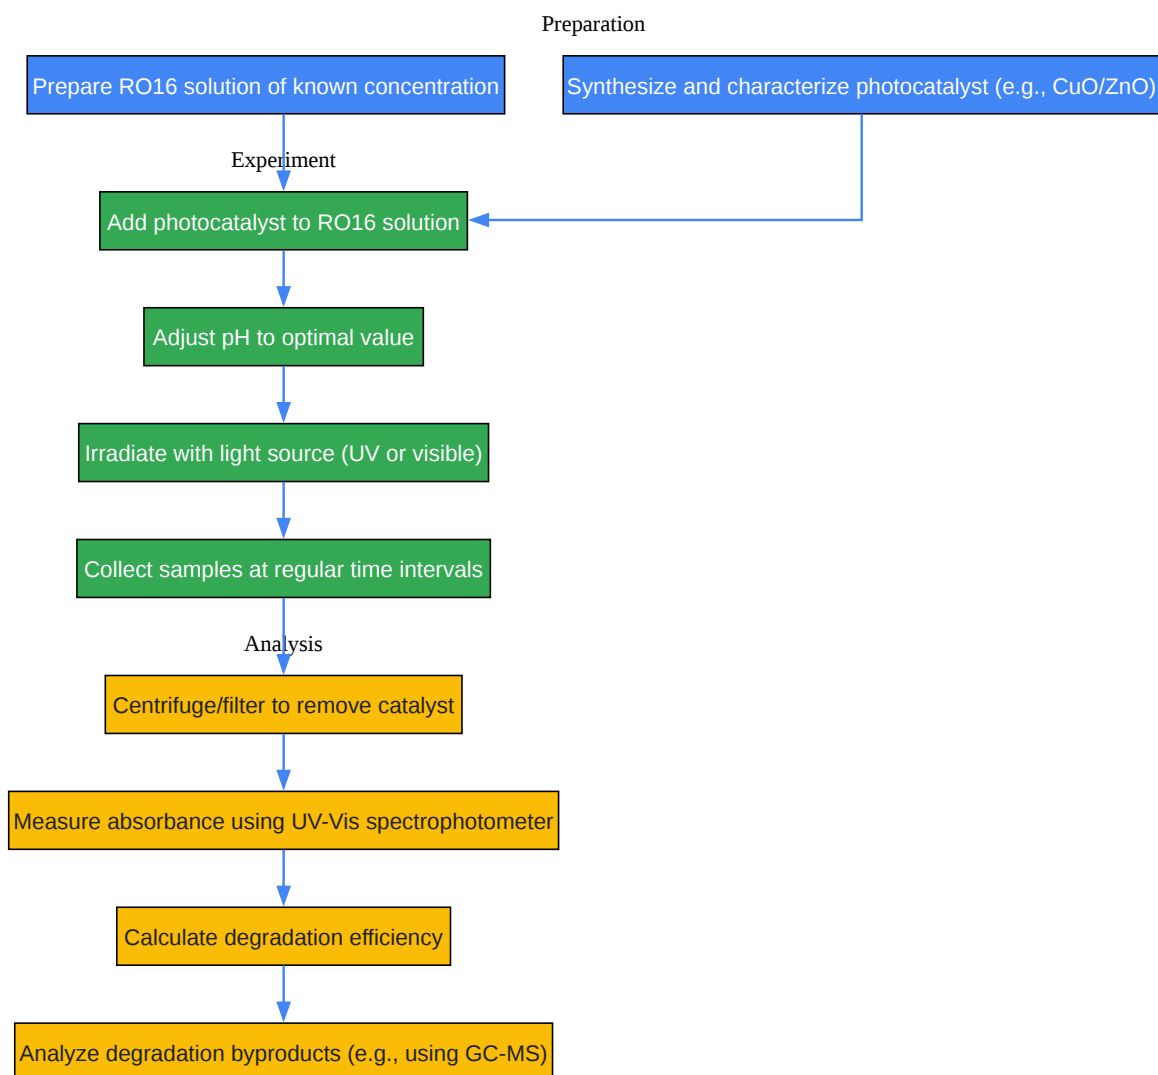 Preparation
Prepare RO16 solution of known concentration
Synthesize and characterize photocatalyst (e.g., CuO/ZnO)
Experiment
Add photocatalyst to RO16 solution
Adjust pH to optimal value
Irradiate with light source (UV or visible)
Collect samples at regular time intervals
Analysis
Centrifuge/filter to remove catalyst
Measure absorbance using UV-Vis spectrophotometer
Calculate degradation efficiency
Analyze degradation byproducts (e.g., using GC-MS)